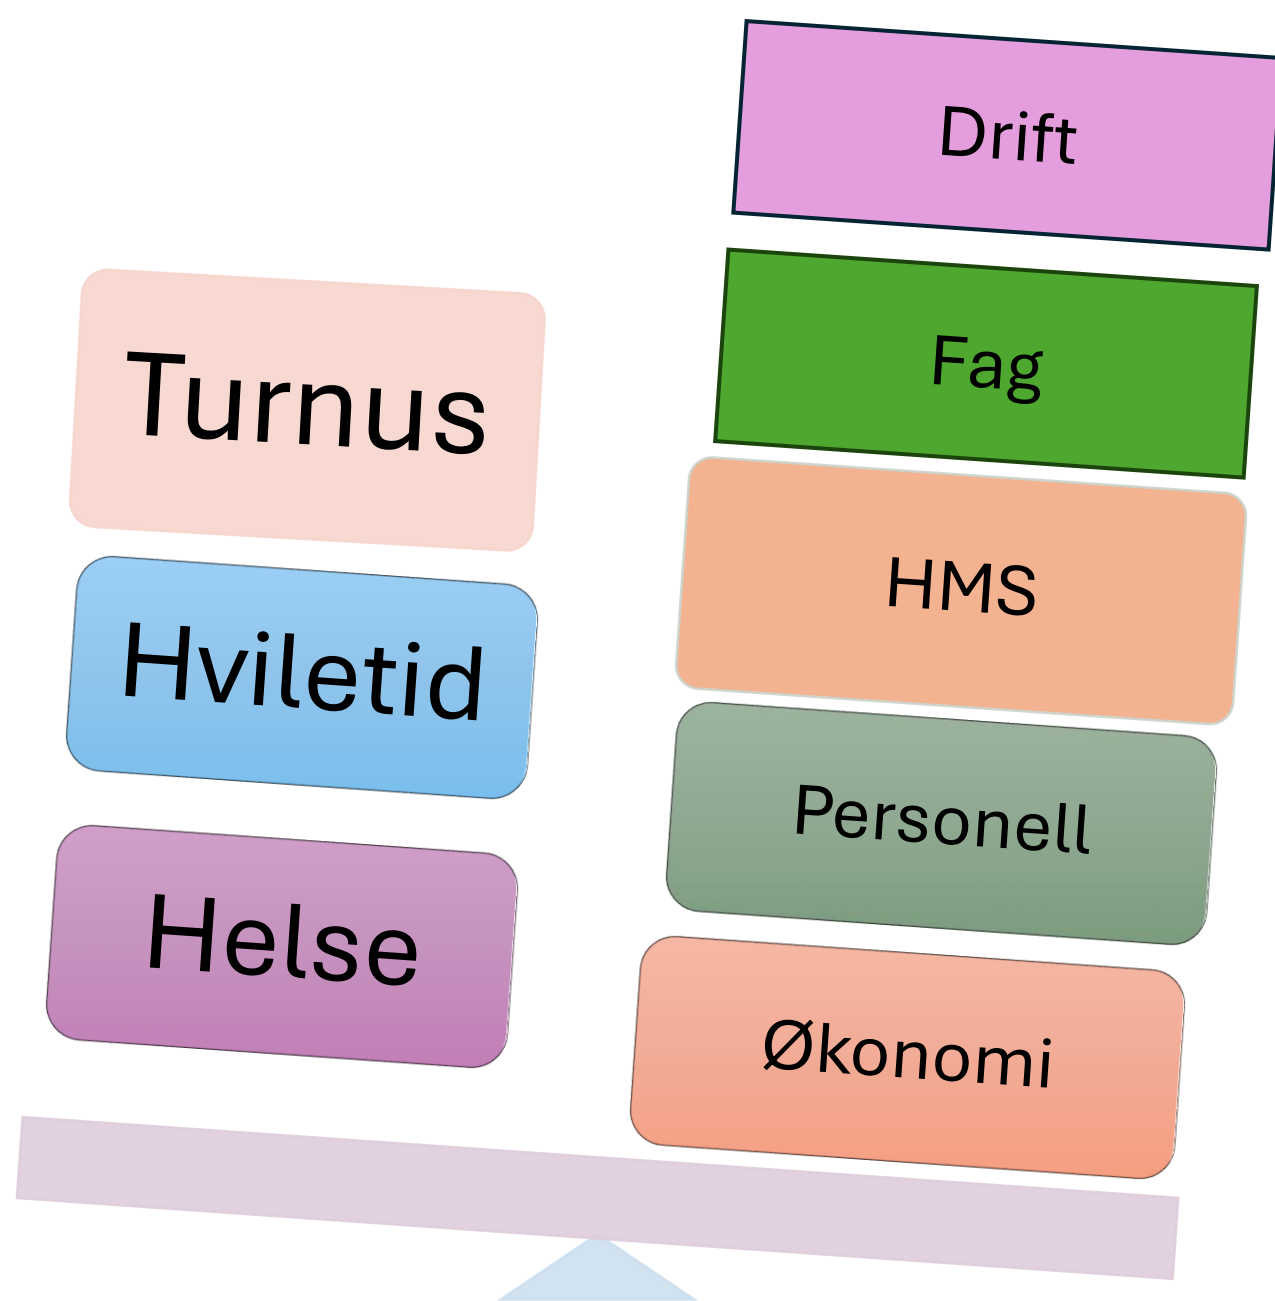 Turnus
Hviletid
Helse
Drift
Fag
HMS
Personell
Økonomi